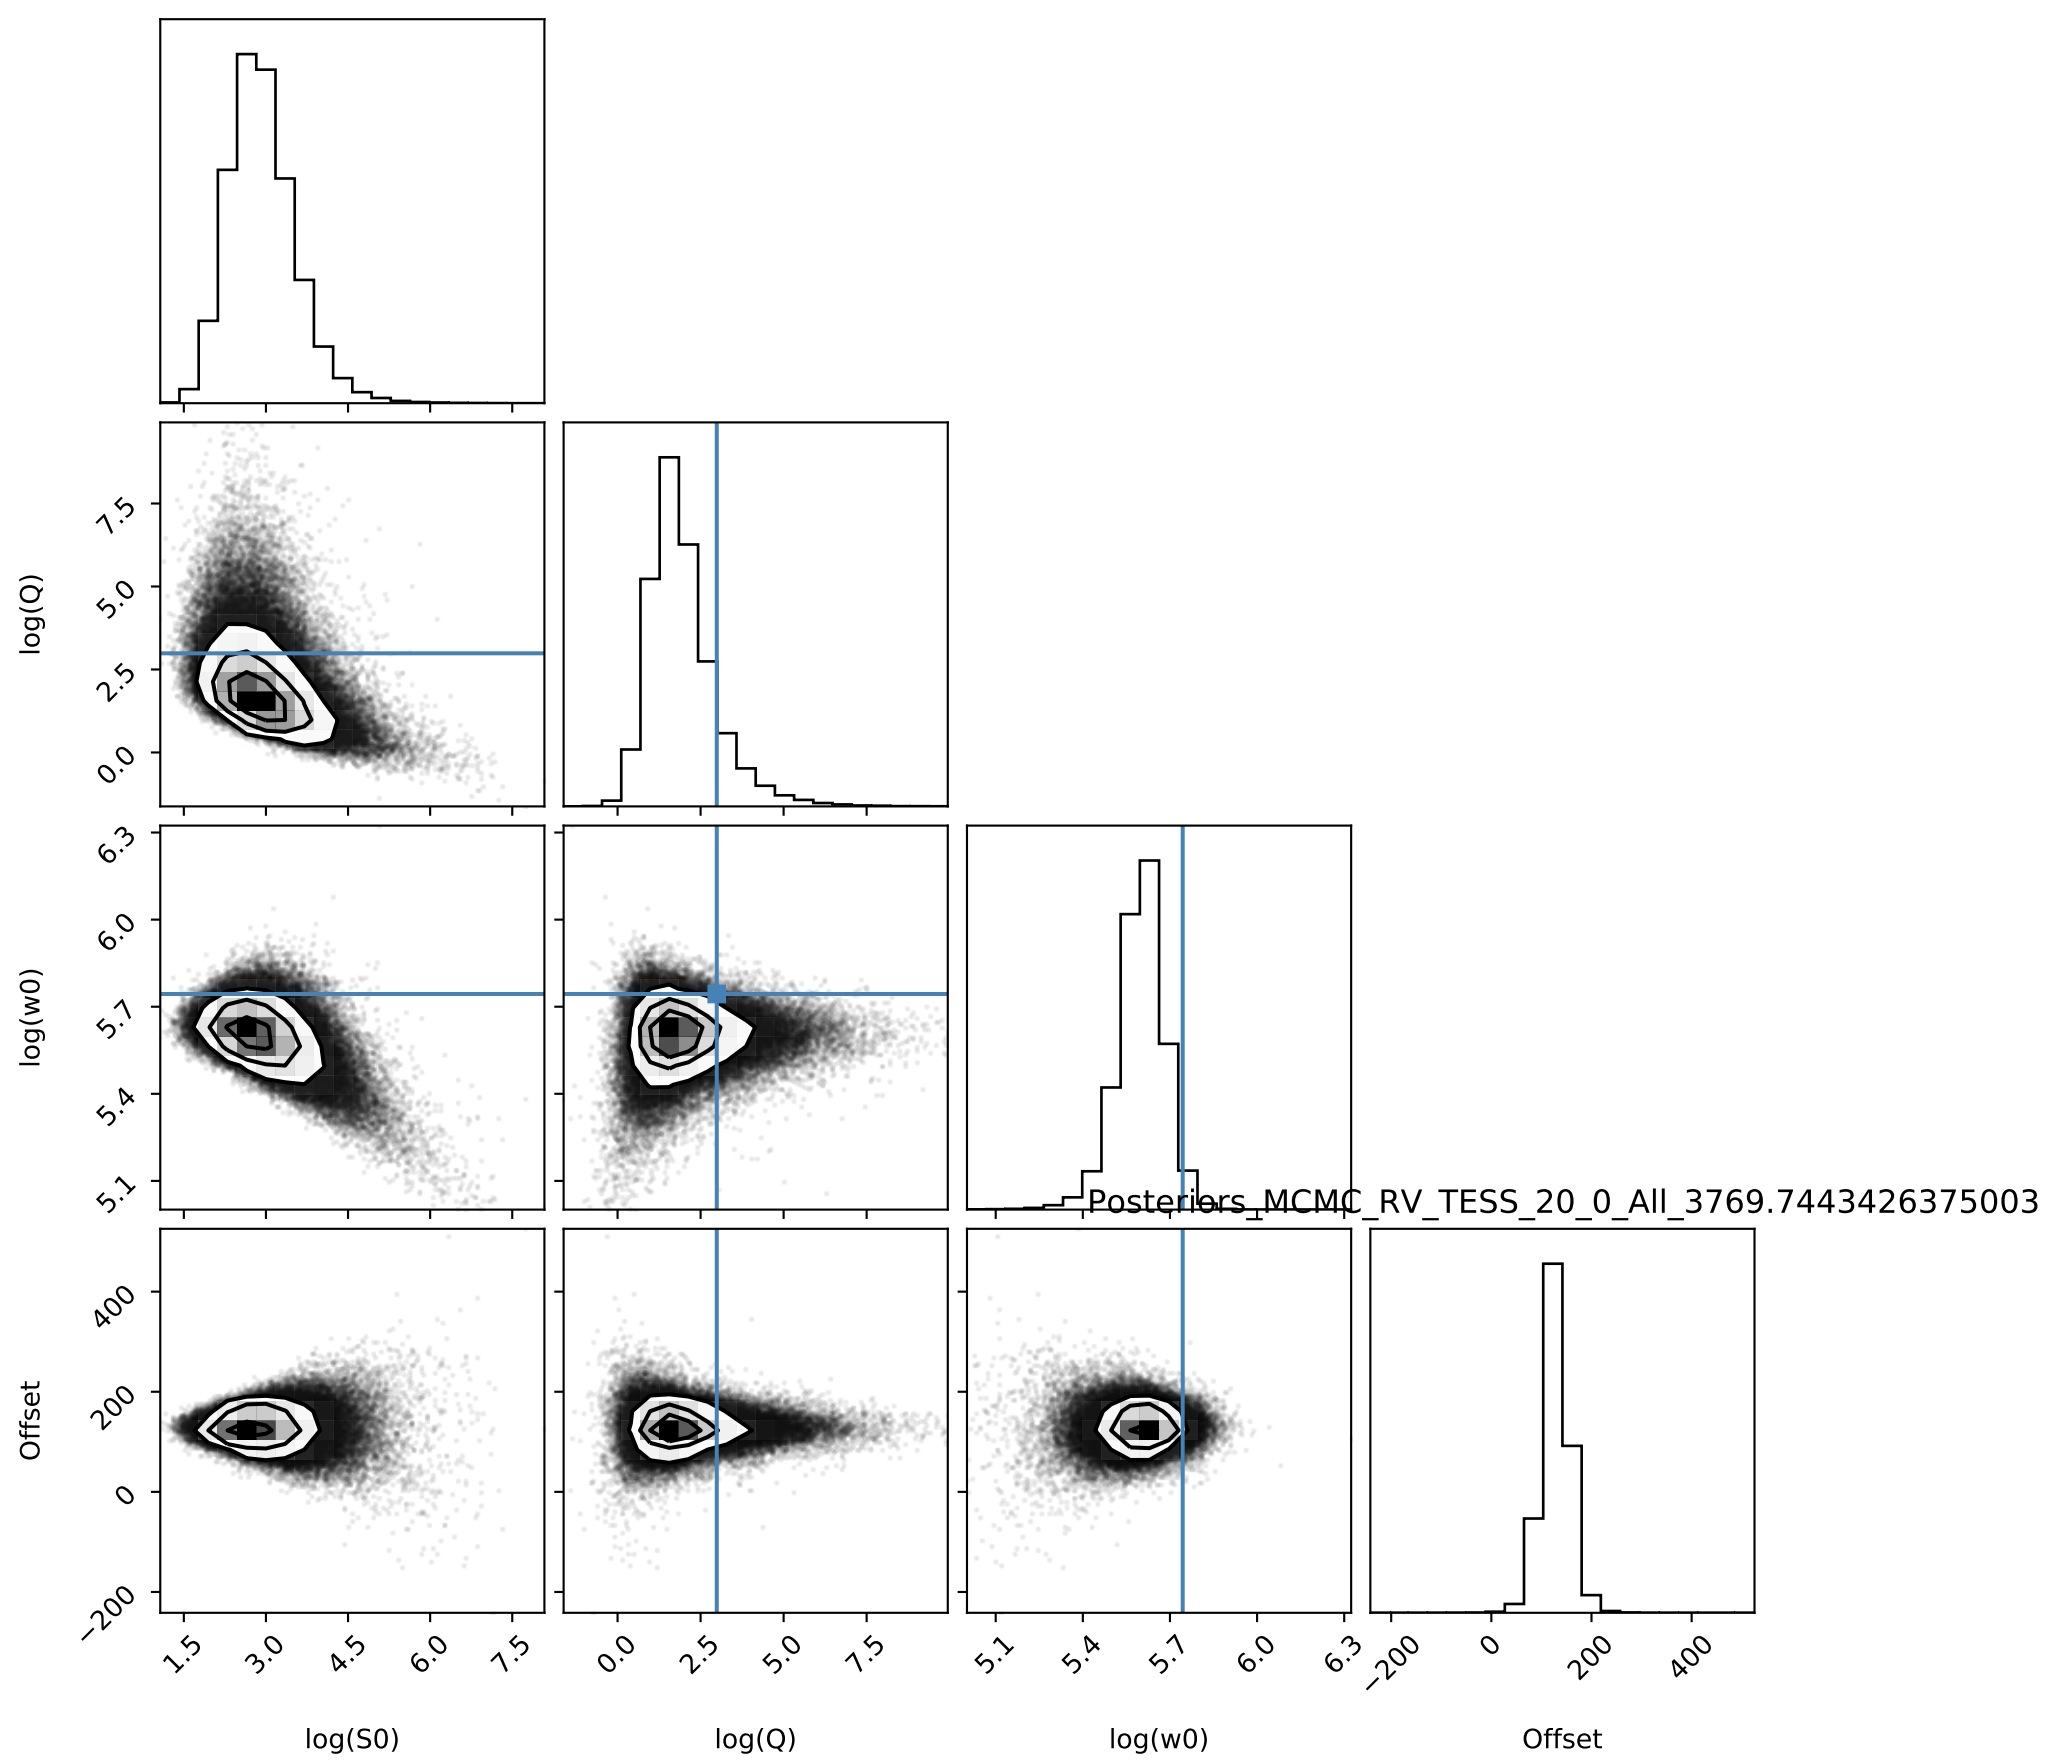 7.5
5.0
2.5
0.0
log(Q)
6.3
6.0
5.7
5.4
5.1
log(w0)
Posteriors_MCMC_RV_TESS_20_0_All_3769.7443426375003
400
200
0
−200
Offset
1.5 3.0 4.5 6.0 7.5
0.0 2.5 5.0 7.5
5.1 5.4 5.7 6.0 6.3
−200 0 200 400
log(S0)
log(Q)
log(w0)
Offset